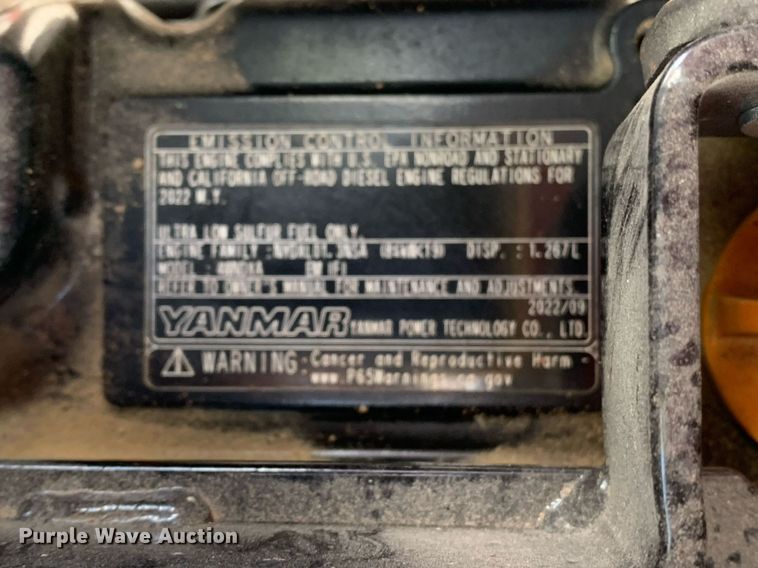 EMISSION CONTROL INFORMATION
THIS ENGINE COMPLIES WITH U.S. EPA NONROAD AND STATIONARY
AND CALIFORNIA OFF-ROAD DIESEL ENGINE REGULATIONS FOR
2022 M.Y.
ULTRA LOW SULFUR FUEL ONLY.
ENGINE FAMILY : DISP. : 1.267/L
MODEL :
REFER TO OWNER'S MANUAL FOR MAINTENANCE AND ADJUSTMENTS.
2022/09
YANMAR YANMAR POWER TECHNOLOGY CO., LTD.
⚠ WARNING: Cancer and Reproductive Harm -
www.P65Warnings.ca.gov
Purple Wave Auction